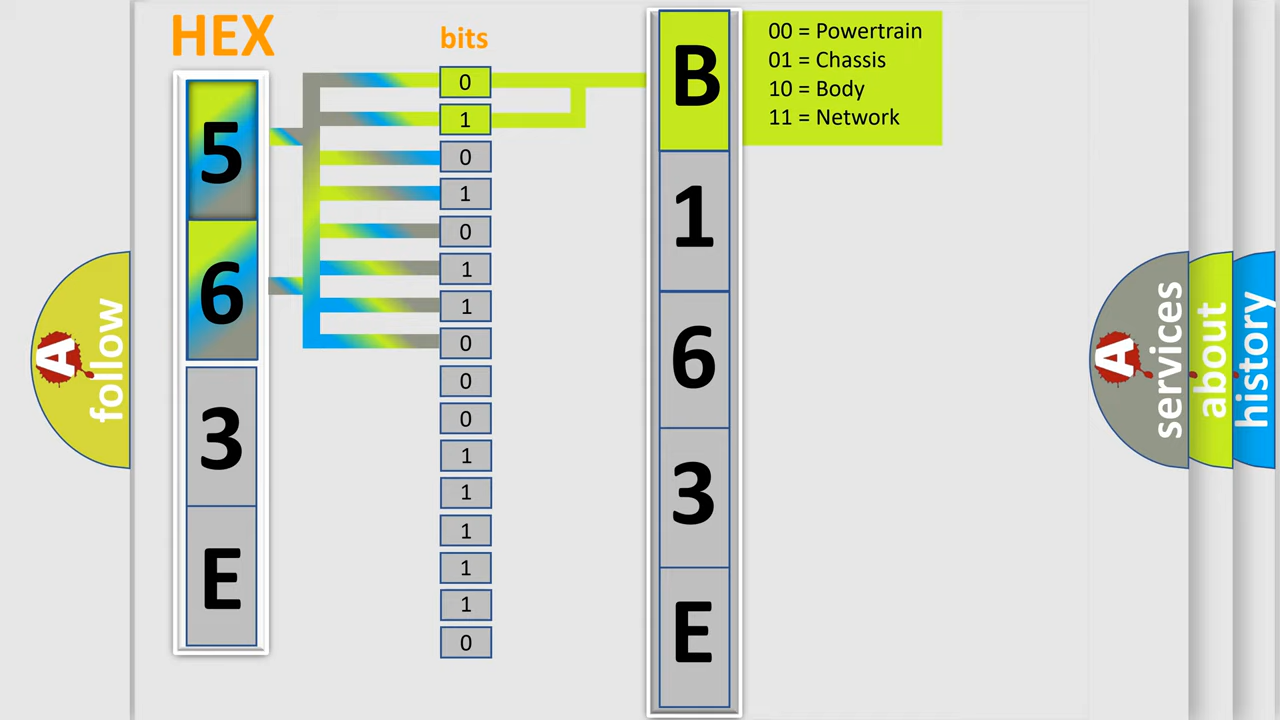 HEX
bits
5
6
3
E
0
1
0
1
0
1
1
0
0
0
1
1
1
1
1
0
B
1
6
3
E
00 = Powertrain
01 = Chassis
10 = Body
11 = Network
A
follow
A
services
about
history